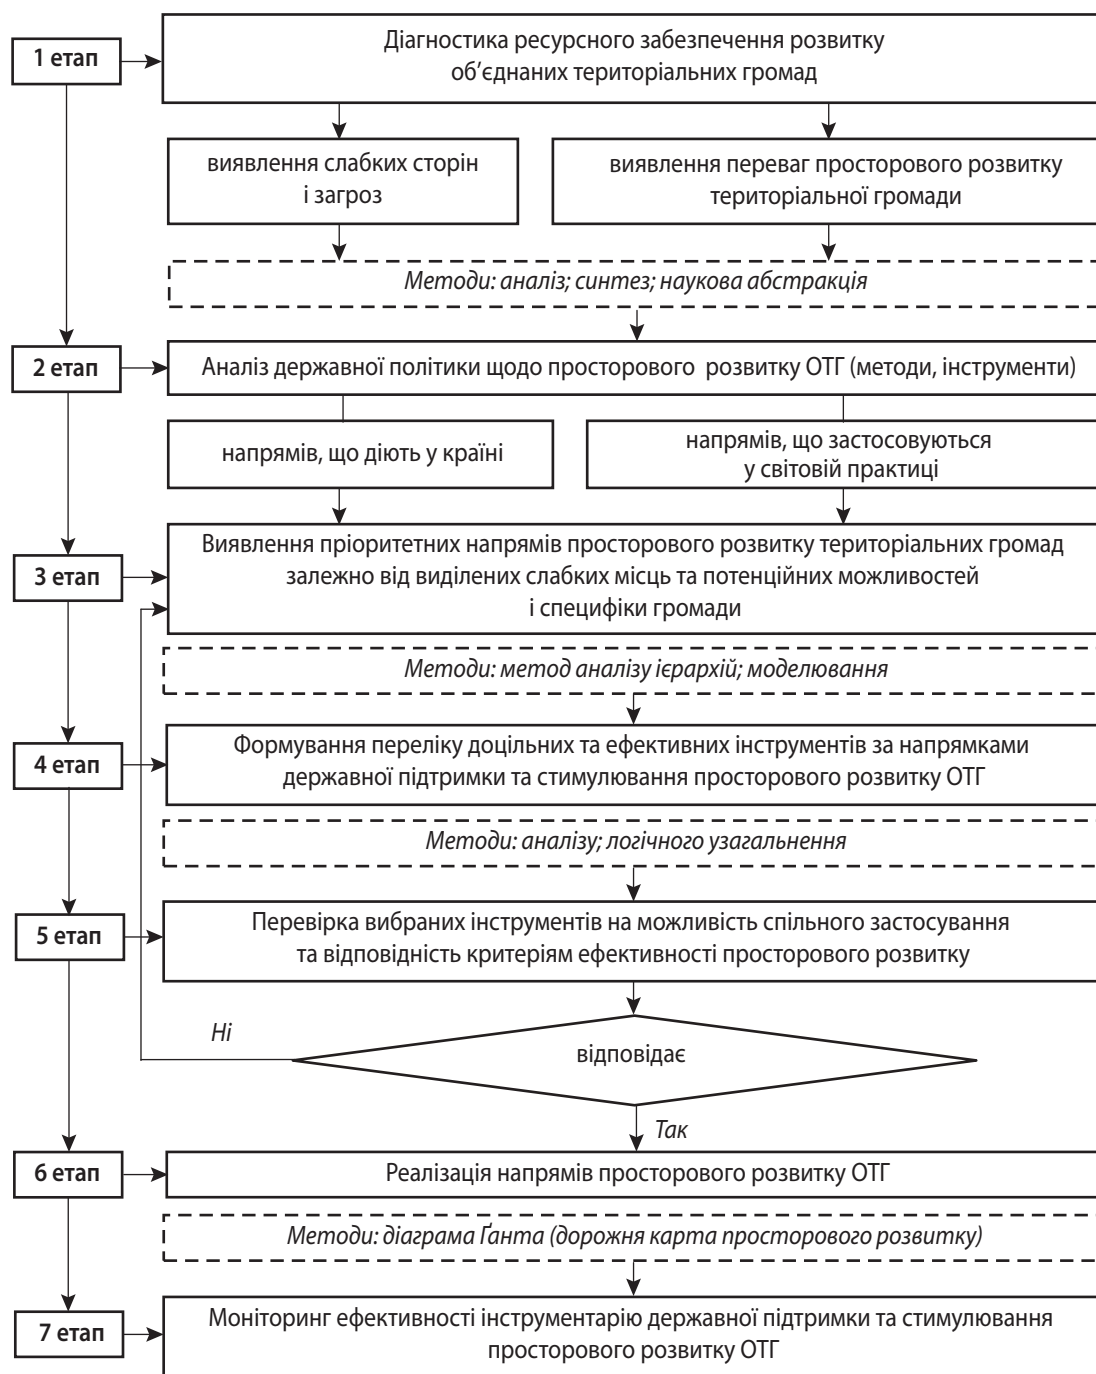 1 етап
Діагностика ресурсного забезпечення розвитку
об’єднаних територіальних громад
виявлення слабких сторін
і загроз
виявлення переваг просторового розвитку
територіальної громади
Методи: аналіз; синтез; наукова абстракція
2 етап
Аналіз державної політики щодо просторового розвитку ОТГ (методи, інструменти)
напрямів, що діють у країні
напрямів, що застосовуються
у світовій практиці
3 етап
Виявлення пріоритетних напрямів просторового розвитку територіальних громад
залежно від виділених слабких місць та потенційних можливостей
і специфіки громади
Методи: метод аналізу ієрархій; моделювання
4 етап
Формування переліку доцільних та ефективних інструментів за напрямками
державної підтримки та стимулювання просторового розвитку ОТГ
Методи: аналізу; логічного узагальнення
5 етап
Перевірка вибраних інструментів на можливість спільного застосування
та відповідність критеріям ефективності просторового розвитку
Ні
відповідає
Так
6 етап
Реалізація напрямів просторового розвитку ОТГ
Методи: діаграма Ґанта (дорожня карта просторового розвитку)
7 етап
Моніторинг ефективності інструментарію державної підтримки та стимулювання
просторового розвитку ОТГ